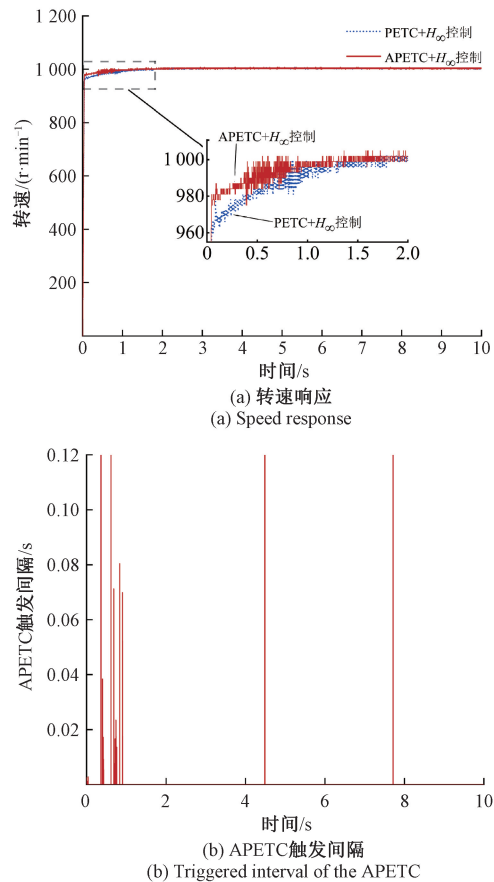 1 200
1 000
800
600
400
200
转速/(r·min⁻¹)
PETC+H∞控制
APETC+H∞控制
APETC+H∞控制
1 000
980
960
PETC+H∞控制
0 0.5 1.0 1.5 2.0
0 1 2 3 4 5 6 7 8 9 10
时间/s
(a) 转速响应
(a) Speed response
0.12
0.10
0.08
0.06
0.04
0.02
APETC触发间隔/s
0 2 4 6 8 10
时间/s
(b) APETC触发间隔
(b) Triggered interval of the APETC